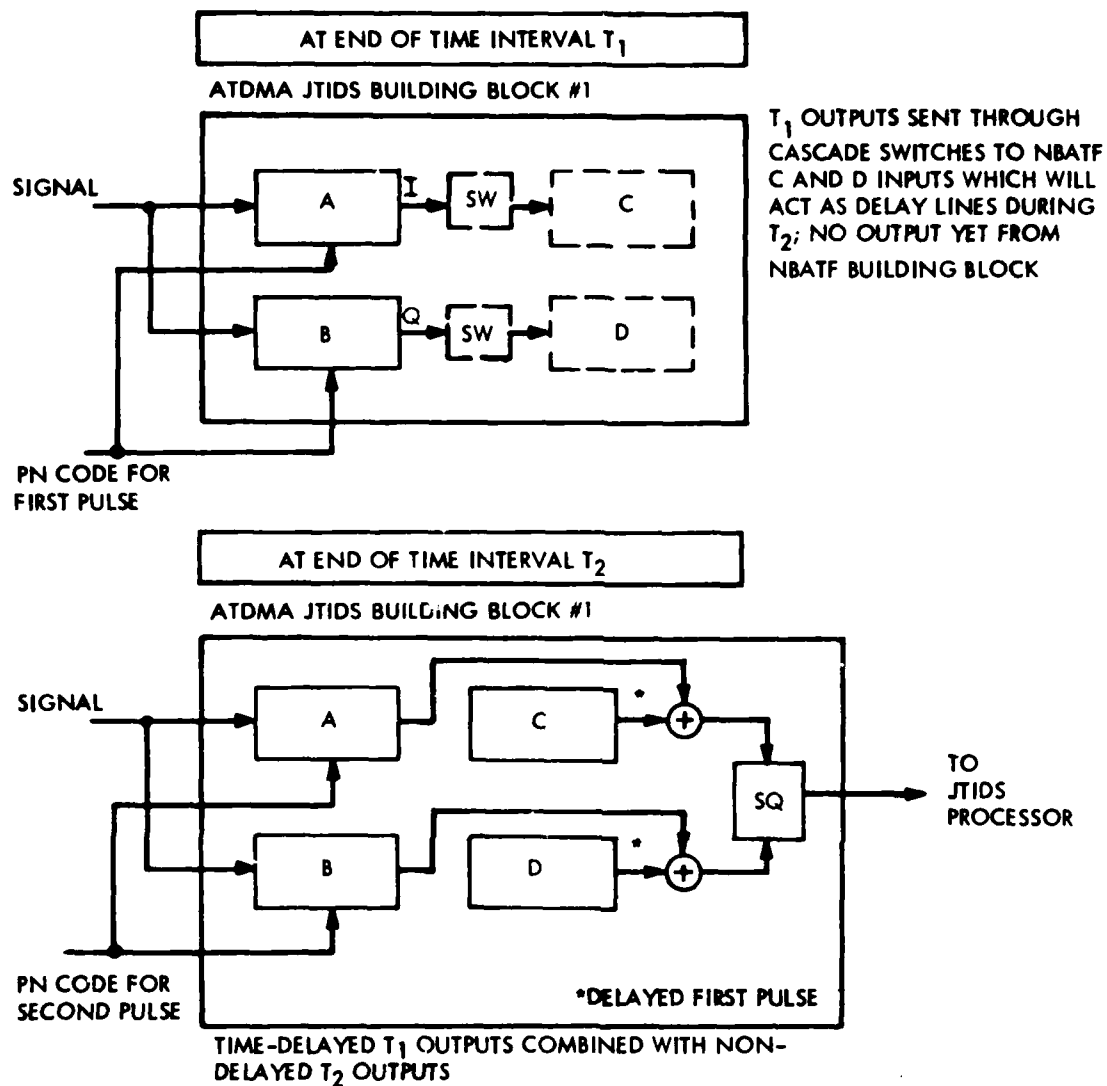 AT END OF TIME INTERVAL T1
ATDMA JTIDS BUILDING BLOCK #1
T1 OUTPUTS SENT THROUGH
CASCADE SWITCHES TO NBATF
C AND D INPUTS WHICH WILL
ACT AS DELAY LINES DURING
T2; NO OUTPUT YET FROM
NBATF BUILDING BLOCK
SIGNAL
A
I
SW
C
B
Q
SW
D
PN CODE FOR
FIRST PULSE
AT END OF TIME INTERVAL T2
ATDMA JTIDS BUILDING BLOCK #1
SIGNAL
A
C
*
+
SQ
TO
JTIDS
PROCESSOR
B
D
*
+
PN CODE FOR
SECOND PULSE
*DELAYED FIRST PULSE
TIME-DELAYED T1 OUTPUTS COMBINED WITH NON-
DELAYED T2 OUTPUTS